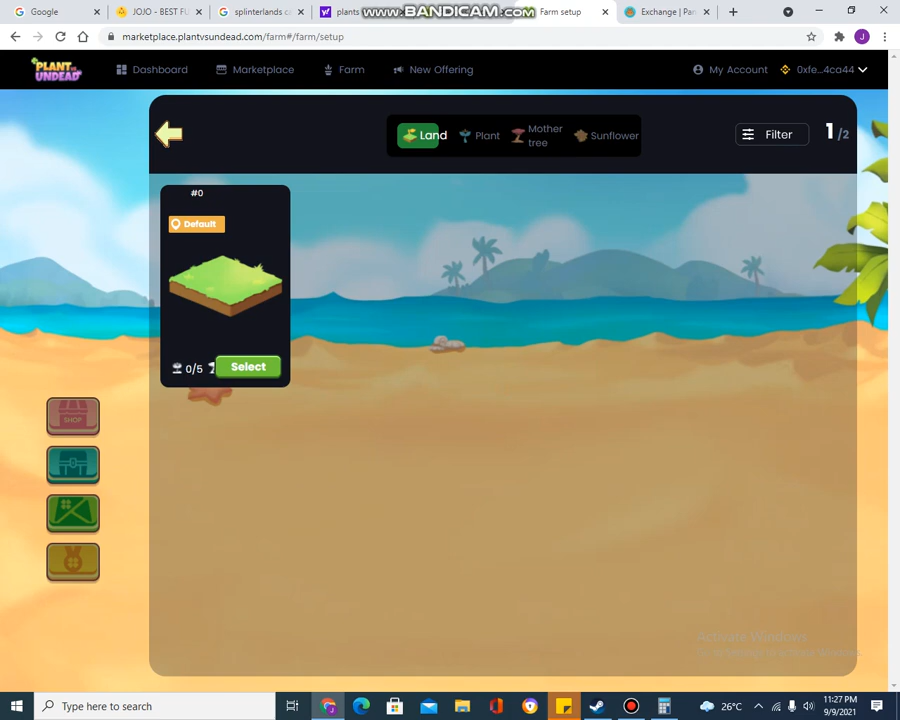 Google
JOJO - BEST FU
splinterlands ca
plants
WWW.BANDICAM.COM
Farm setup
Exchange | Pan
J
marketplace.plantvsundead.com/farm#/farm/setup
PLANT VS UNDEAD
Dashboard
Marketplace
Farm
New Offering
My Account
0xfe...4ca44
Land
Plant
Mother
tree
Sunflower
Filter
1/2
#0
Default
0/5
Select
SHOP
Activate Windows
Type here to search
26°C
11:27 PM
9/9/2021